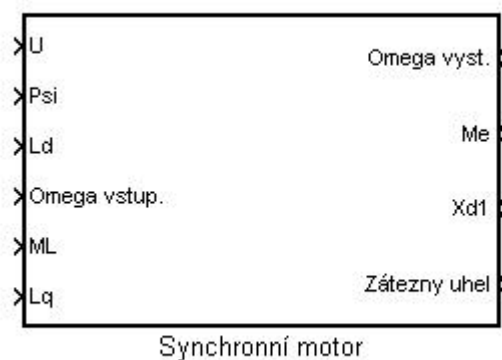 U
Psi
Ld
Omega vstup.
ML
Lq
Omega vyst.
Me
Xd1
Zátezny uhel
Synchronní motor